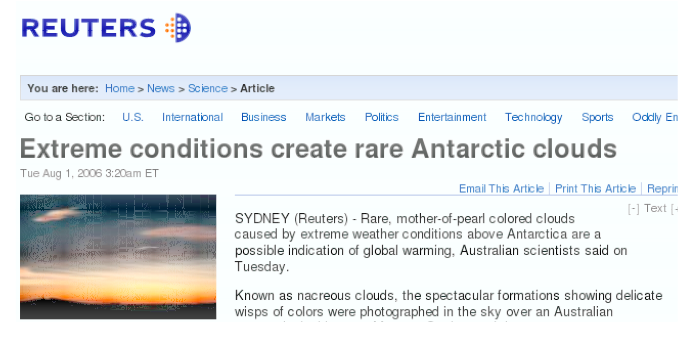 REUTERS
You are here: Home > News > Science > Article
Go to a Section: U.S. International Business Markets Politics Entertainment Technology Sports Oddly En
Extreme conditions create rare Antarctic clouds
Tue Aug 1, 2006 3:20am ET
Email This Article | Print This Article | Reprin
[-] Text [-
SYDNEY (Reuters) - Rare, mother-of-pearl colored clouds
caused by extreme weather conditions above Antarctica are a
possible indication of global warming, Australian scientists said on
Tuesday.
Known as nacreous clouds, the spectacular formations showing delicate
wisps of colors were photographed in the sky over an Australian